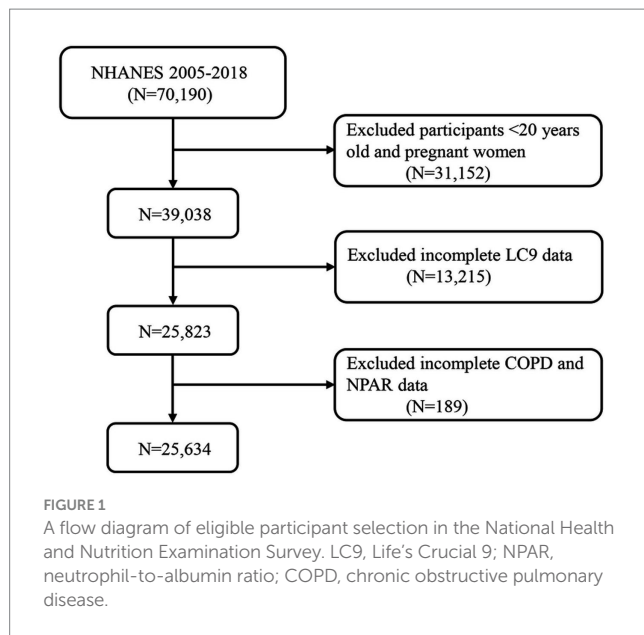 NHANES 2005-2018
(N=70,190)
Excluded participants <20 years
old and pregnant women
(N=31,152)
N=39,038
Excluded incomplete LC9 data
(N=13,215)
N=25,823
Excluded incomplete COPD and
NPAR data
(N=189)
N=25,634
FIGURE 1
A flow diagram of eligible participant selection in the National Health
and Nutrition Examination Survey. LC9, Life’s Crucial 9; NPAR,
neutrophil-to-albumin ratio; COPD, chronic obstructive pulmonary
disease.